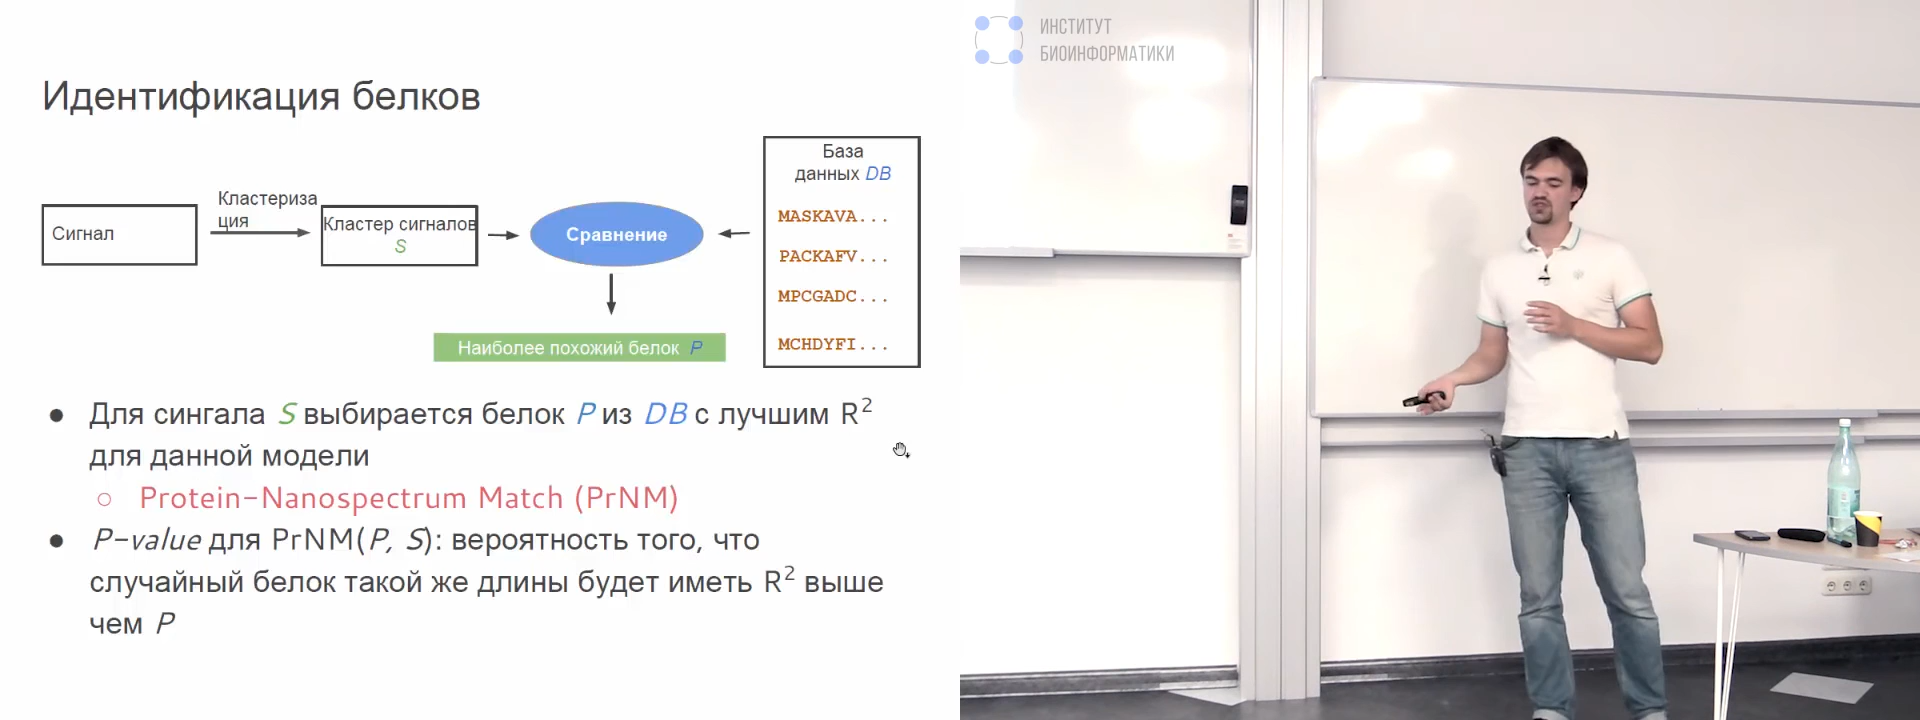 Идентификация белков
База
данных DB
Кластериза
ция
Сигнал
Кластер сигналов
S
Сравнение
MASKAVA...
PACKAFV...
MPCGADC...
MCHDYFI...
Наиболее похожий белок P
● Для сингала S выбирается белок P из DB с лучшим R²
для данной модели
○ Protein-Nanospectrum Match (PrNM)
● P-value для PrNM(P, S): вероятность того, что
случайный белок такой же длины будет иметь R² выше
чем P
ИНСТИТУТ
БИОИНФОРМАТИКИ